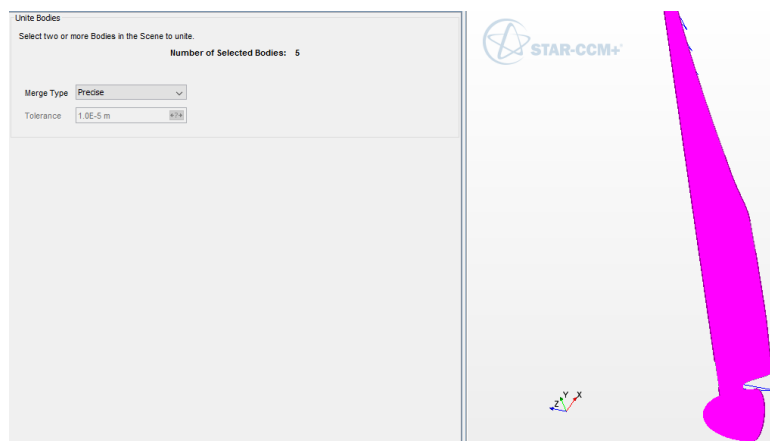 Unite Bodies
Select two or more Bodies in the Scene to unite.
Number of Selected Bodies: 5
Merge Type Precise
Tolerance 1.0E-5 m
STAR-CCM+
Y X
Z